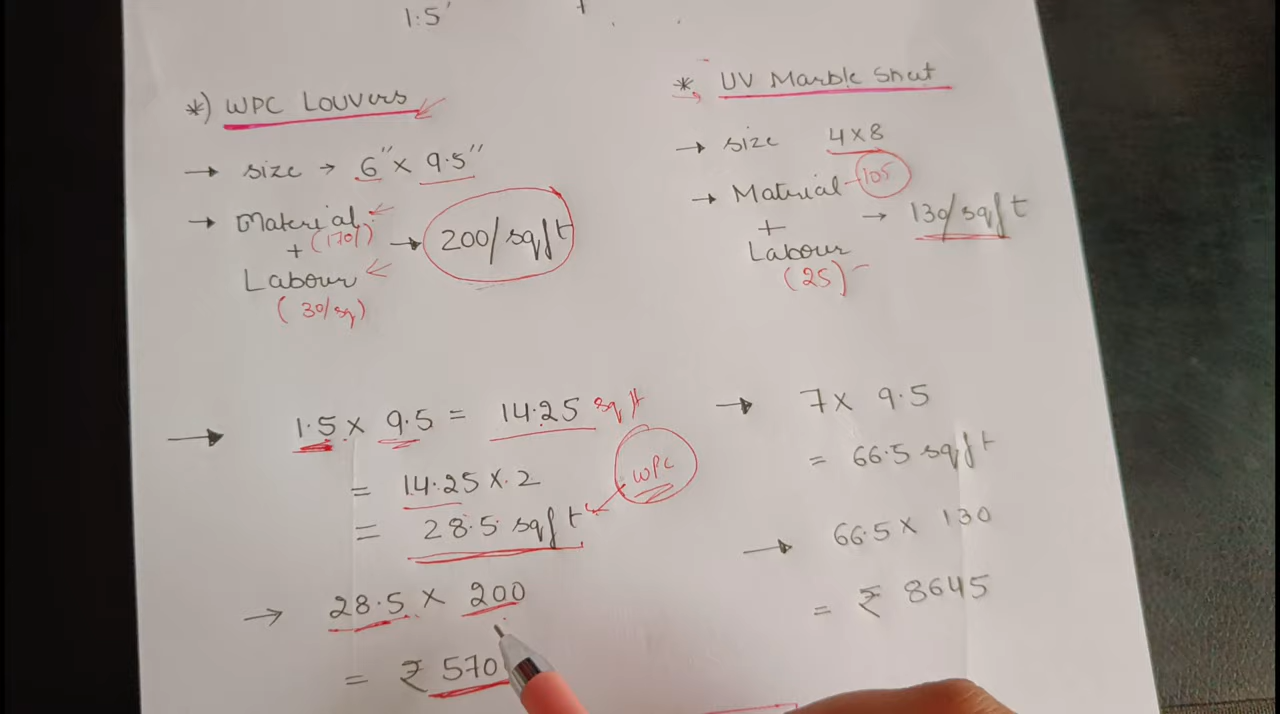 1.5'
*) WPC Louvers
→ size → 6" x 9.5"
→ Material
(170/)
+
Labour
(30/sq)
→ 200/sqft
→ 1.5 x 9.5 = 14.25 sqft
= 14.25 x 2
= 28.5 sqft
WPC
→ 28.5 x 200
= ₹ 570
* UV Marble Sheet
→ size 4x8
→ Material - 105
+
Labour
(25)
→ 130/sqft
→ 7 x 9.5
= 66.5 sqft
→ 66.5 x 130
= ₹ 8645